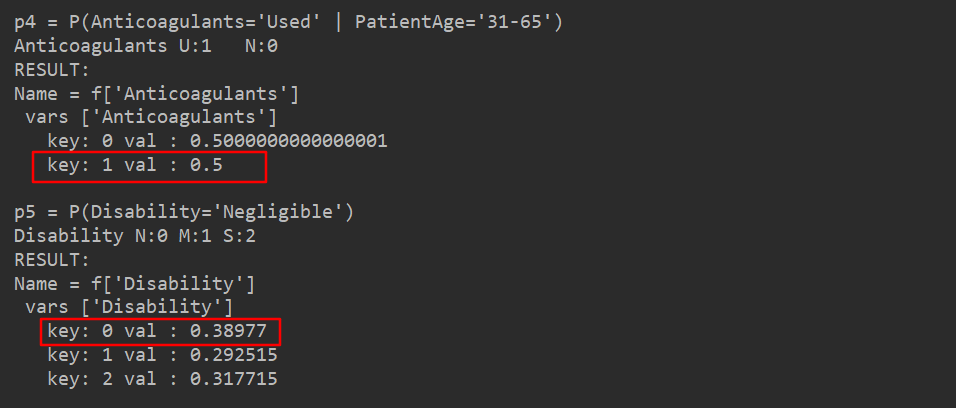 p4 = P(Anticoagulants='Used' | PatientAge='31-65')
Anticoagulants U:1   N:0
RESULT:
Name = f['Anticoagulants']
 vars ['Anticoagulants']
   key: 0 val : 0.5000000000000001
   key: 1 val : 0.5
p5 = P(Disability='Negligible')
Disability N:0 M:1 S:2
RESULT:
Name = f['Disability']
 vars ['Disability']
   key: 0 val : 0.38977
   key: 1 val : 0.292515
   key: 2 val : 0.317715